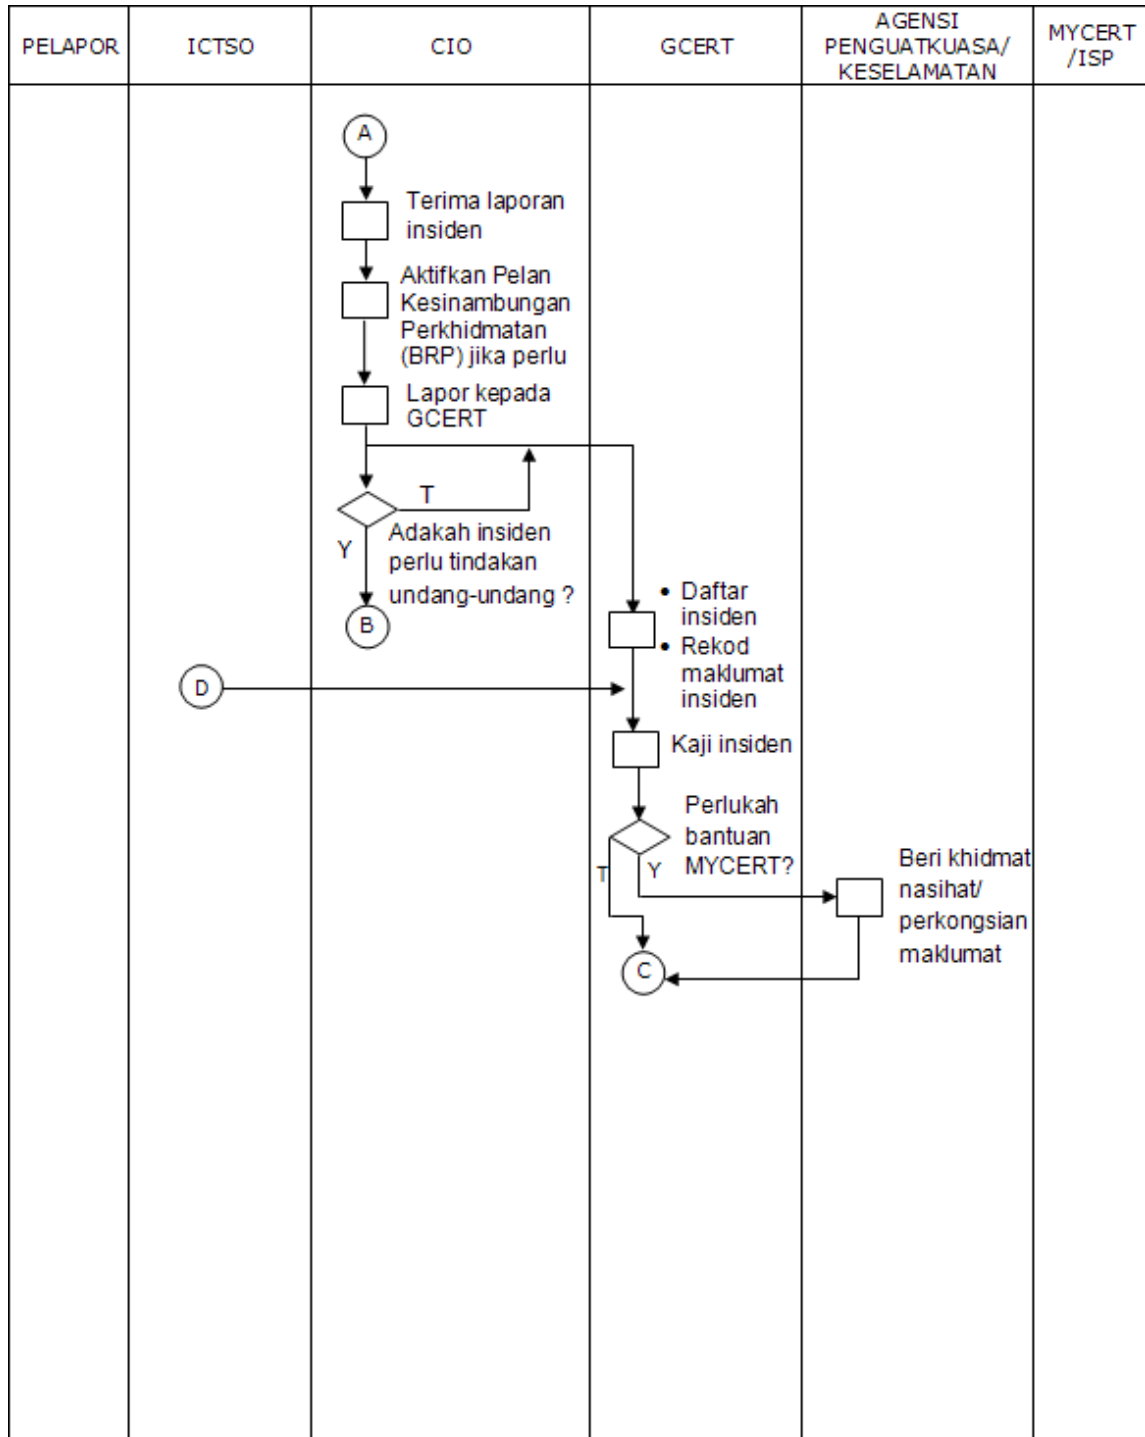 PELAPOR
ICTSO
CIO
GCERT
AGENSI
PENGUATKUASA/
KESELAMATAN
MYCERT
/ISP
A
Terima laporan
insiden
Aktifkan Pelan
Kesinambungan
Perkhidmatan
(BRP) jika perlu
Lapor kepada
GCERT
T
Adakah insiden
perlu tindakan
undang-undang ?
Y
B
• Daftar
insiden
• Rekod
maklumat
insiden
D
Kaji insiden
Perlukah
bantuan
MYCERT?
T
Y
Beri khidmat
nasihat/
perkongsian
maklumat
C